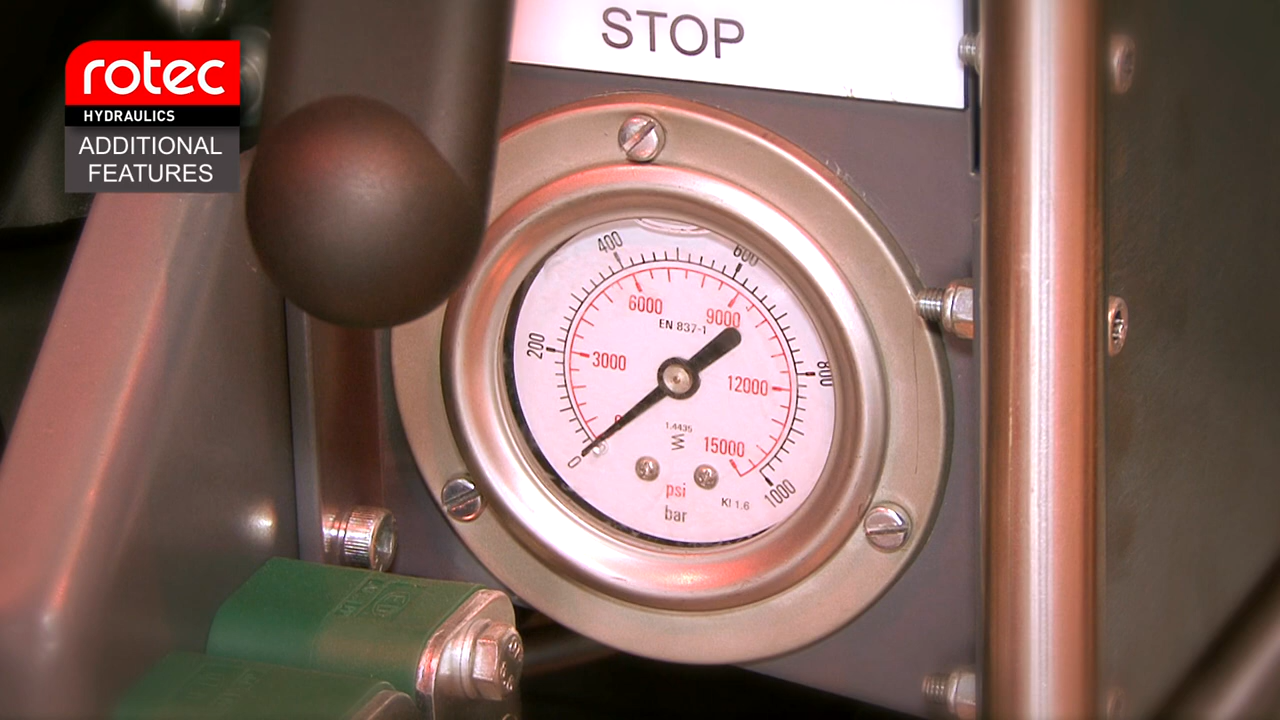 rotec
HYDRAULICS
ADDITIONAL
FEATURES
STOP
400
600
6000
9000
EN 837-1
200
3000
800
12000
0
1.4435
15000
psi
1000
KI 1.6
bar